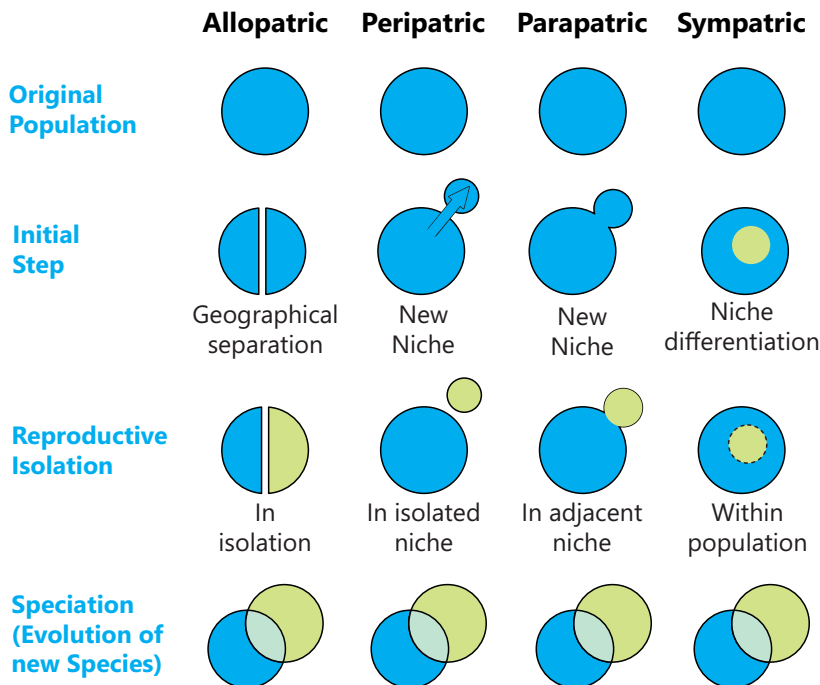 Allopatric Peripatric Parapatric Sympatric
Original
Population
Initial
Step
Geographical
separation
New
Niche
New
Niche
Niche
differentiation
Reproductive
Isolation
In
isolation
In isolated
niche
In adjacent
niche
Within
population
Speciation
(Evolution of
new Species)